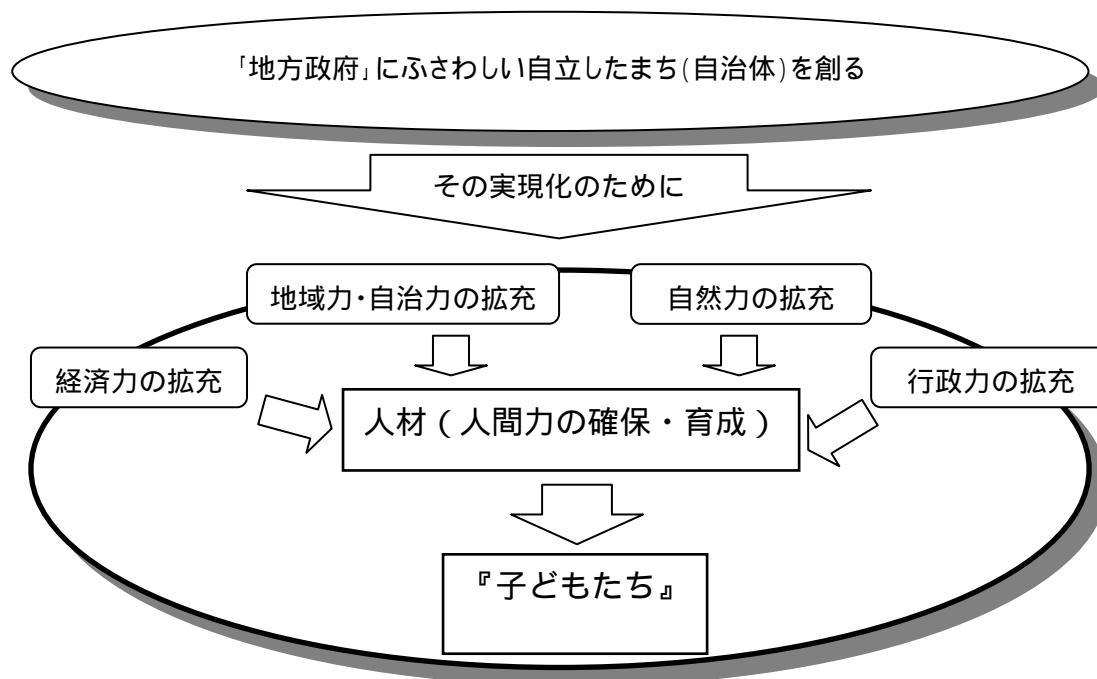 「地方政府」にふさわしい自立したまち(自治体)を創る
その実現化のために
地域力・自治力の拡充
自然力の拡充
経済力の拡充
行政力の拡充
人材(人間力の確保・育成)
『子どもたち』